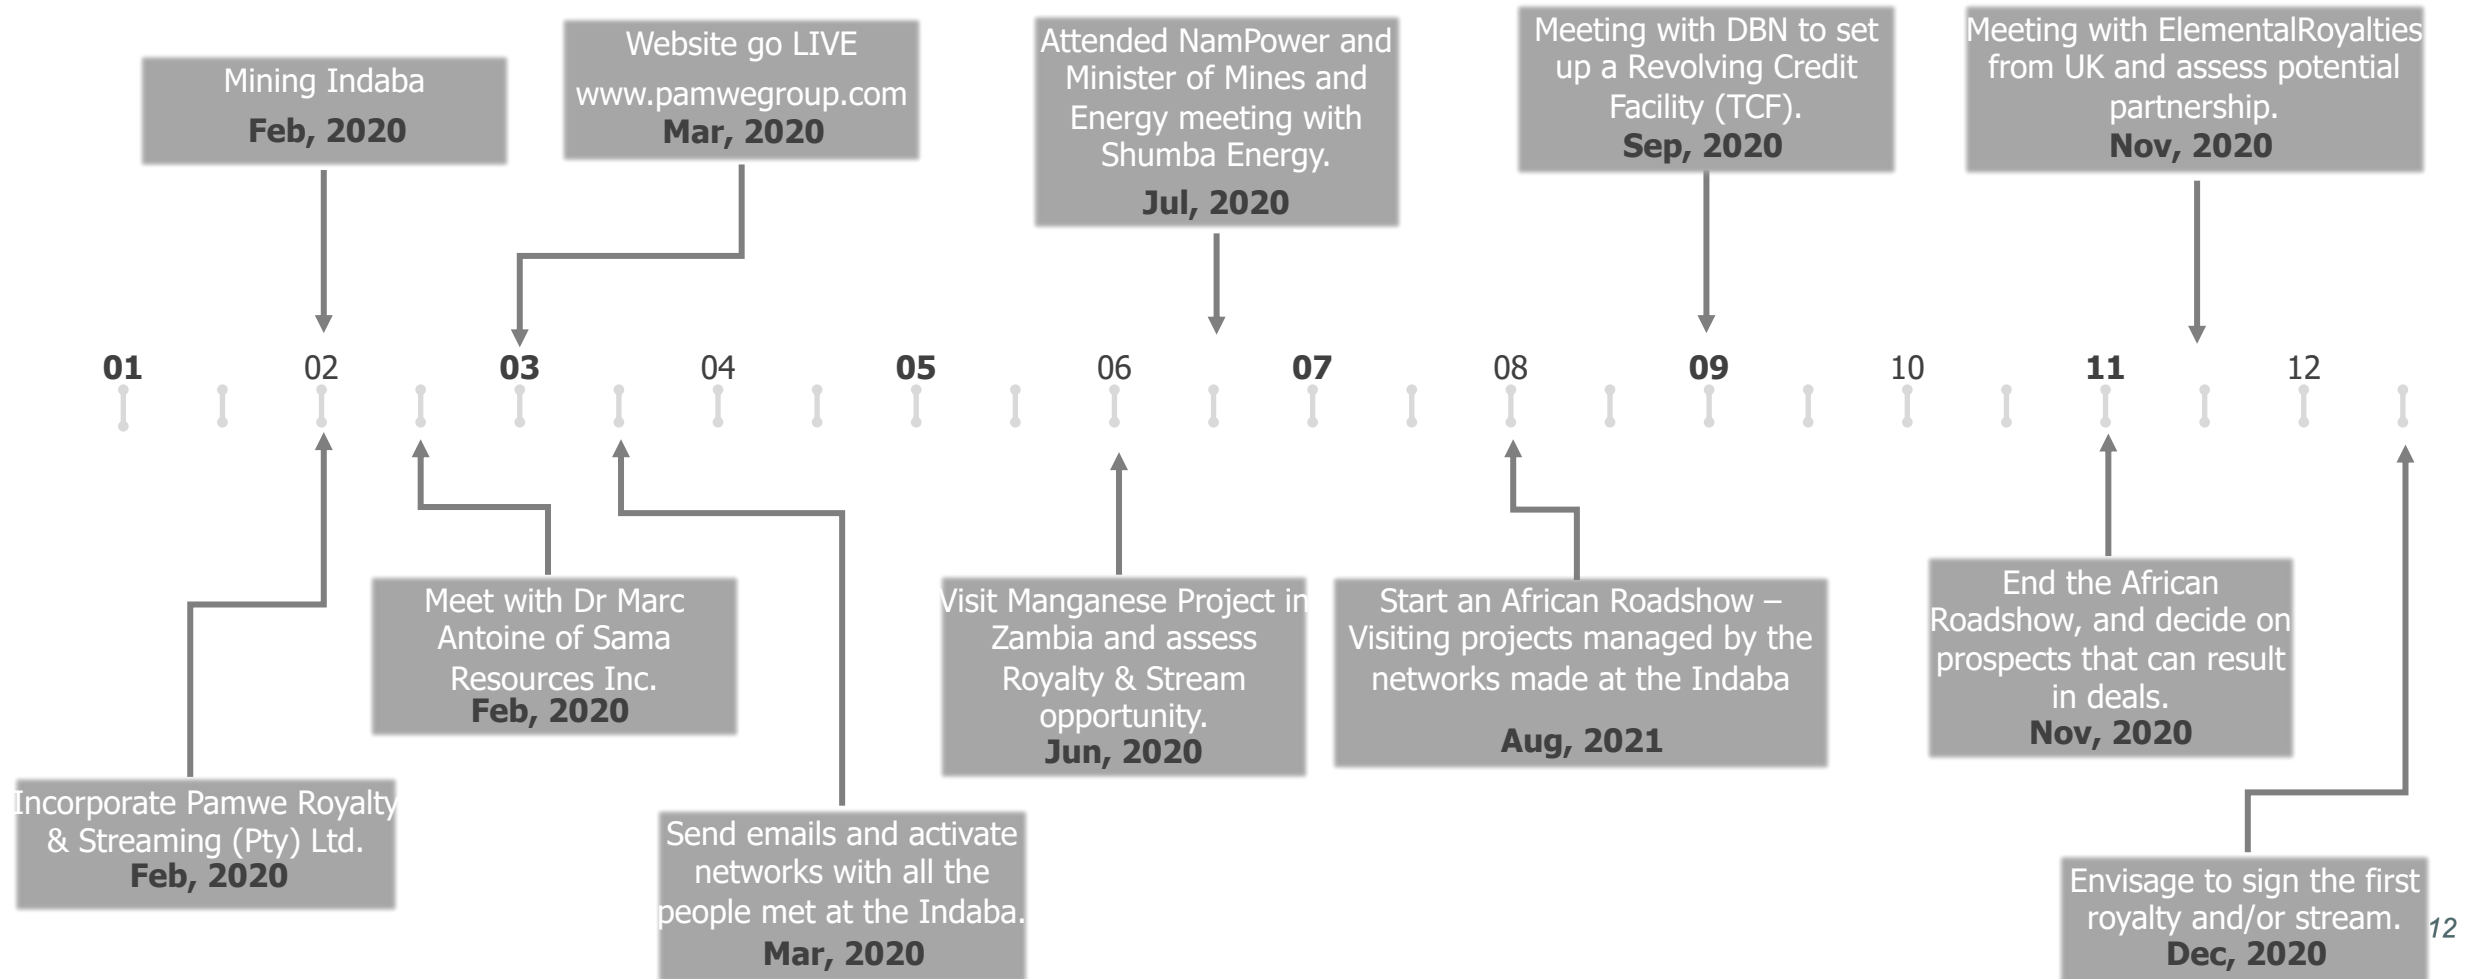 Mining Indaba
Feb, 2020
Website go LIVE
www.pamwegroup.com
Mar, 2020
Attended NamPower and
Minister of Mines and
Energy meeting with
Shumba Energy.
Jul, 2020
Meeting with DBN to set
up a Revolving Credit
Facility (TCF).
Sep, 2020
Meeting with ElementalRoyalties
from UK and assess potential
partnership.
Nov, 2020
01 02 03 04 05 06 07 08 09 10 11 12
Incorporate Pamwe Royalty
& Streaming (Pty) Ltd.
Feb, 2020
Meet with Dr Marc
Antoine of Sama
Resources Inc.
Feb, 2020
Send emails and activate
networks with all the
people met at the Indaba.
Mar, 2020
Visit Manganese Project in
Zambia and assess
Royalty & Stream
opportunity.
Jun, 2020
Start an African Roadshow –
Visiting projects managed by the
networks made at the Indaba
Aug, 2021
End the African
Roadshow, and decide on
prospects that can result
in deals.
Nov, 2020
Envisage to sign the first
royalty and/or stream.
Dec, 2020
12